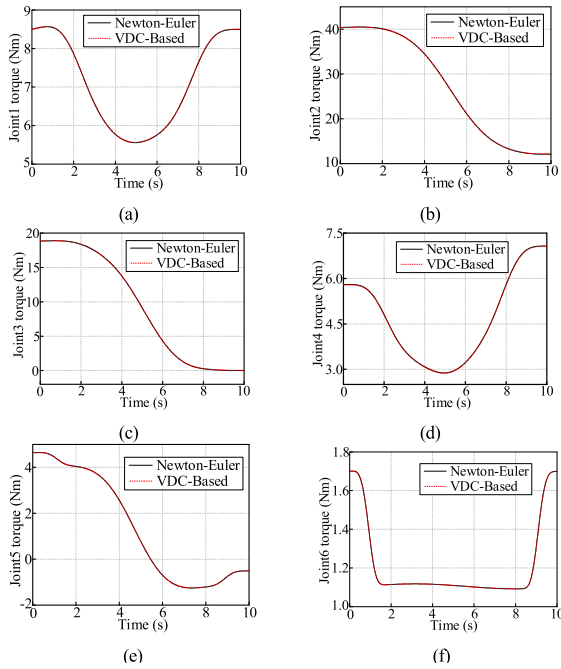 Newton-Euler
VDC-Based
Joint1 torque (Nm)
9
8
7
6
5
0 2 4 6 8 10
Time (s)
(a)
Newton-Euler
VDC-Based
Joint2 torque (Nm)
40
30
20
10
0 2 4 6 8 10
Time (s)
(b)
Newton-Euler
VDC-Based
Joint3 torque (Nm)
20
15
10
5
0
0 2 4 6 8 10
Time (s)
(c)
Newton-Euler
VDC-Based
Joint4 torque (Nm)
7.5
6.0
4.5
3.0
0 2 4 6 8 10
Time (s)
(d)
Newton-Euler
VDC-Based
Joint5 torque (Nm)
4
2
0
-2
0 2 4 6 8 10
Time (s)
(e)
Newton-Euler
VDC-Based
Joint6 torque (Nm)
1.8
1.6
1.4
1.2
1.0
0 2 4 6 8 10
Time (s)
(f)